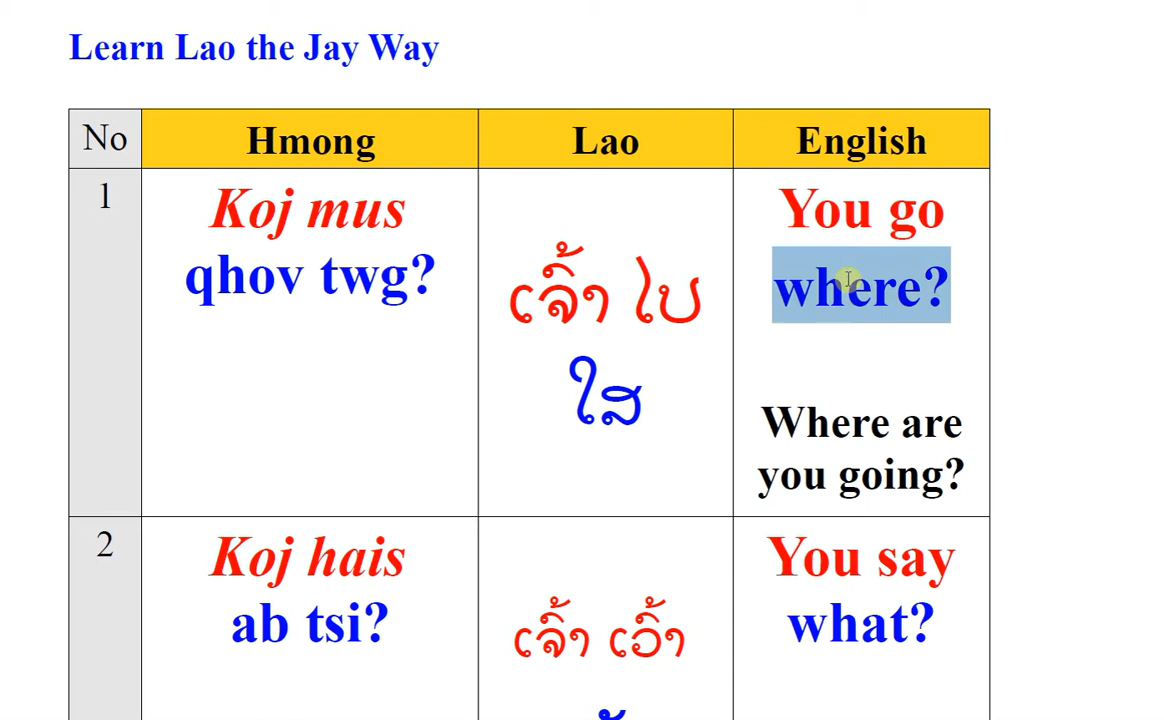 Learn Lao the Jay Way
No Hmong Lao English
1
Koj mus
qhov twg?
ເຈົ້າ ໄບ
ໃສ
You go
where?
Where are
you going?
2
Koj hais
ab tsi?
ເຈົ້າ ເວົ້າ
You say
what?